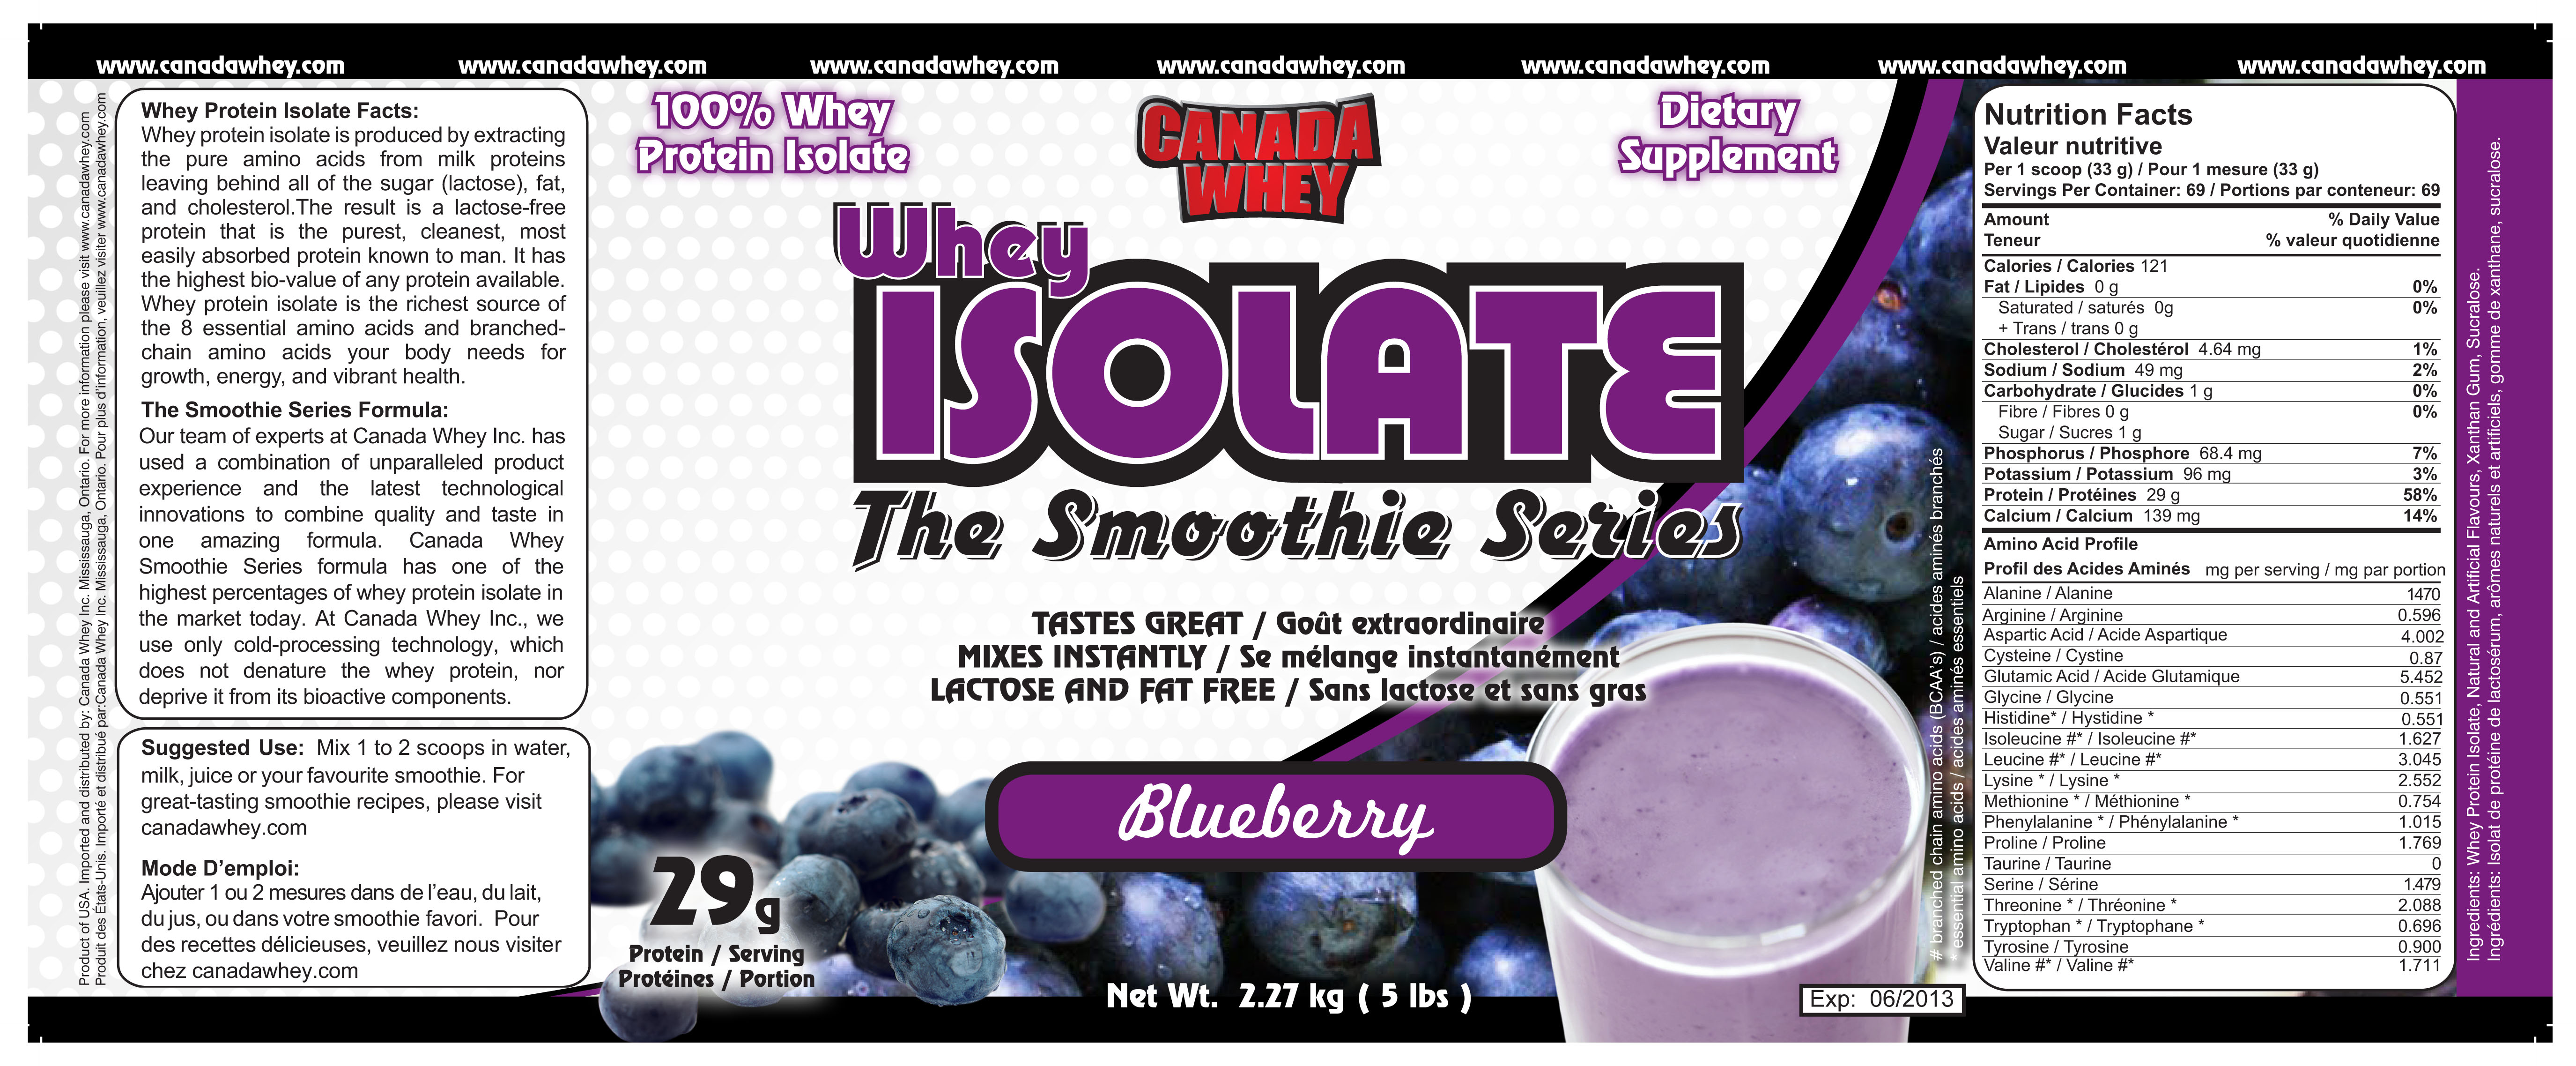 www.canadawhey.com www.canadawhey.com www.canadawhey.com www.canadawhey.com www.canadawhey.com www.canadawhey.com www.canadawhey.com
Product of USA. Imported and distributed by: Canada Whey Inc. Mississauga, Ontario. For more information please visit www.canadawhey.com
Produit des États-Unis. Importé et distribué par:Canada Whey Inc. Mississauga, Ontario. Pour plus d'information, veuillez visiter www.canadawhey.com
Whey Protein Isolate Facts:
Whey protein isolate is produced by extracting
the pure amino acids from milk proteins
leaving behind all of the sugar (lactose), fat,
and cholesterol.The result is a lactose-free
protein that is the purest, cleanest, most
easily absorbed protein known to man. It has
the highest bio-value of any protein available.
Whey protein isolate is the richest source of
the 8 essential amino acids and branched-
chain amino acids your body needs for
growth, energy, and vibrant health.
The Smoothie Series Formula:
Our team of experts at Canada Whey Inc. has
used a combination of unparalleled product
experience and the latest technological
innovations to combine quality and taste in
one amazing formula. Canada Whey
Smoothie Series formula has one of the
highest percentages of whey protein isolate in
the market today. At Canada Whey Inc., we
use only cold-processing technology, which
does not denature the whey protein, nor
deprive it from its bioactive components.
Suggested Use: Mix 1 to 2 scoops in water,
milk, juice or your favourite smoothie. For
great-tasting smoothie recipes, please visit
canadawhey.com
Mode D'emploi:
Ajouter 1 ou 2 mesures dans de l'eau, du lait,
du jus, ou dans votre smoothie favori. Pour
des recettes délicieuses, veuillez nous visiter
chez canadawhey.com
100% Whey
Protein Isolate
CANADA
WHEY
Dietary
Supplement
Whey
ISOLATE
The Smoothie Series
TASTES GREAT / Goût extraordinaire
MIXES INSTANTLY / Se mélange instantanément
LACTOSE AND FAT FREE / Sans lactose et sans gras
Blueberry
29g
Protein / Serving
Protéines / Portion
Net Wt. 2.27 kg ( 5 lbs )
Exp: 06/2013
# branched chain amino acids (BCAA's) / acides aminés branchés
* essential amino acids / acides aminés essentiels
Nutrition Facts
Valeur nutritive
Per 1 scoop (33 g) / Pour 1 mesure (33 g)
Servings Per Container: 69 / Portions par conteneur: 69
Amount % Daily Value
Teneur % valeur quotidienne
Calories / Calories 121
Fat / Lipides 0 g 0%
Saturated / saturés 0g 0%
+ Trans / trans 0 g
Cholesterol / Cholestérol 4.64 mg 1%
Sodium / Sodium 49 mg 2%
Carbohydrate / Glucides 1 g 0%
Fibre / Fibres 0 g 0%
Sugar / Sucres 1 g
Phosphorus / Phosphore 68.4 mg 7%
Potassium / Potassium 96 mg 3%
Protein / Protéines 29 g 58%
Calcium / Calcium 139 mg 14%
Amino Acid Profile
Profil des Acides Aminés mg per serving / mg par portion
Alanine / Alanine 1470
Arginine / Arginine 0.596
Aspartic Acid / Acide Aspartique 4.002
Cysteine / Cystine 0.87
Glutamic Acid / Acide Glutamique 5.452
Glycine / Glycine 0.551
Histidine* / Hystidine * 0.551
Isoleucine #* / Isoleucine #* 1.627
Leucine #* / Leucine #* 3.045
Lysine * / Lysine * 2.552
Methionine * / Méthionine * 0.754
Phenylalanine * / Phénylalanine * 1.015
Proline / Proline 1.769
Taurine / Taurine 0
Serine / Sérine 1.479
Threonine * / Thréonine * 2.088
Tryptophan * / Tryptophane * 0.696
Tyrosine / Tyrosine 0.900
Valine #* / Valine #* 1.711
Ingredients: Whey Protein Isolate, Natural and Artificial Flavours, Xanthan Gum, Sucralose.
Ingrédients: Isolat de protéine de lactosérum, arômes naturels et artificiels, gomme de xanthane, sucralose.